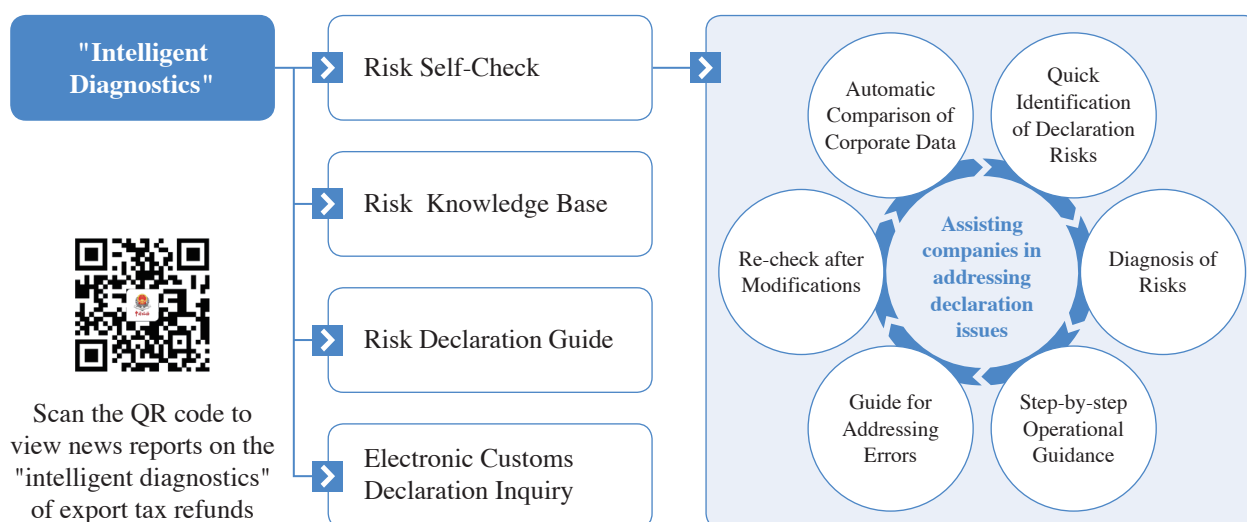 "Intelligent
Diagnostics"
Risk Self-Check
Risk Knowledge Base
Risk Declaration Guide
Electronic Customs
Declaration Inquiry
Scan the QR code to
view news reports on the
"intelligent diagnostics"
of export tax refunds
Automatic
Comparison of
Corporate Data
Quick
Identification
of Declaration
Risks
Diagnosis of
Risks
Step-by-step
Operational
Guidance
Guide for
Addressing
Errors
Re-check after
Modifications
Assisting
companies in
addressing
declaration
issues